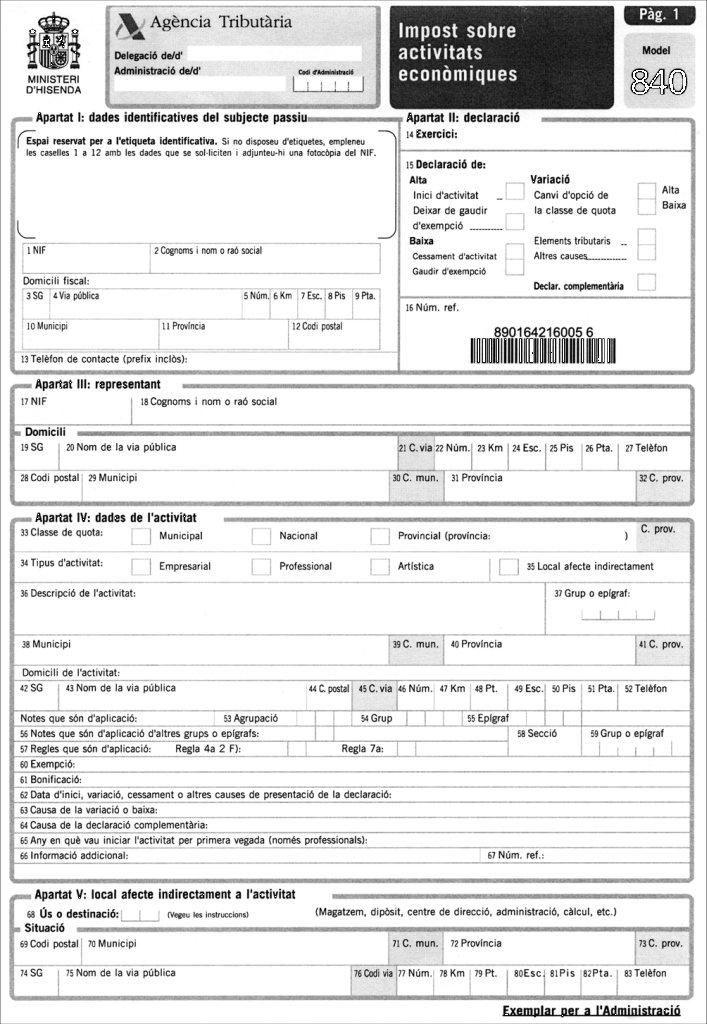 MINISTERI
D'HISENDA
Agència Tributària
Delegació de/d'
Administració de/d'
Codi d'Administració
Impost sobre
activitats
econòmiques
Pàg. 1
Model
840
Apartat I: dades identificatives del subjecte passiu
Espai reservat per a l'etiqueta identificativa. Si no disposeu d'etiquetes, empleneu
les caselles 1 a 12 amb les dades que se sol·liciten i adjunteu-hi una fotocòpia del NIF.
1 NIF 2 Cognoms i nom o raó social
Domicili fiscal:
3 SG 4 Via pública 5 Núm. 6 Km 7 Esc. 8 Pis 9 Pta.
10 Municipi 11 Província 12 Codi postal
13 Telèfon de contacte (prefix inclòs):
Apartat II: declaració
14 Exercici:
15 Declaració de:
Alta Variació
Inici d'activitat Canvi d'opció de Alta
Deixar de gaudir la classe de quota Baixa
d'exempció
Baixa Elements tributaris
Cessament d'activitat Altres causes
Gaudir d'exempció
Declar. complementària
16 Núm. ref.
890164216005 6
Apartat III: representant
17 NIF 18 Cognoms i nom o raó social
Domicili
19 SG 20 Nom de la via pública 21 C. via 22 Núm. 23 Km 24 Esc. 25 Pis 26 Pta. 27 Telèfon
28 Codi postal 29 Municipi 30 C. mun. 31 Província 32 C. prov.
Apartat IV: dades de l'activitat
33 Classe de quota: Municipal Nacional Provincial (província: ) C. prov.
34 Tipus d'activitat: Empresarial Professional Artística 35 Local afecte indirectament
36 Descripció de l'activitat: 37 Grup o epígraf:
38 Municipi 39 C. mun. 40 Província 41 C. prov.
Domicili de l'activitat:
42 SG 43 Nom de la via pública 44 C. postal 45 C. via 46 Núm. 47 Km 48 Pt. 49 Esc. 50 Pis 51 Pta. 52 Telèfon
Notes que són d'aplicació: 53 Agrupació 54 Grup 55 Epígraf
56 Notes que són d'aplicació d'altres grups o epígrafs: 58 Secció 59 Grup o epígraf
57 Regles que són d'aplicació: Regla 4a 2 F): Regla 7a:
60 Exempció:
61 Bonificació:
62 Data d'inici, variació, cessament o altres causes de presentació de la declaració:
63 Causa de la variació o baixa:
64 Causa de la declaració complementària:
65 Any en què vau iniciar l'activitat per primera vegada (només professionals):
66 Informació addicional: 67 Núm. ref.:
Apartat V: local afecte indirectament a l'activitat
68 Ús o destinació: (Vegeu les instruccions) (Magatzem, dipòsit, centre de direcció, administració, càlcul, etc.)
Situació
69 Codi postal 70 Municipi 71 C. mun. 72 Província 73 C. prov.
74 SG 75 Nom de la via pública 76 Codi via 77 Núm. 78 Km 79 Pt. 80 Esc. 81 Pis 82 Pta. 83 Telèfon
Exemplar per a l'Administració